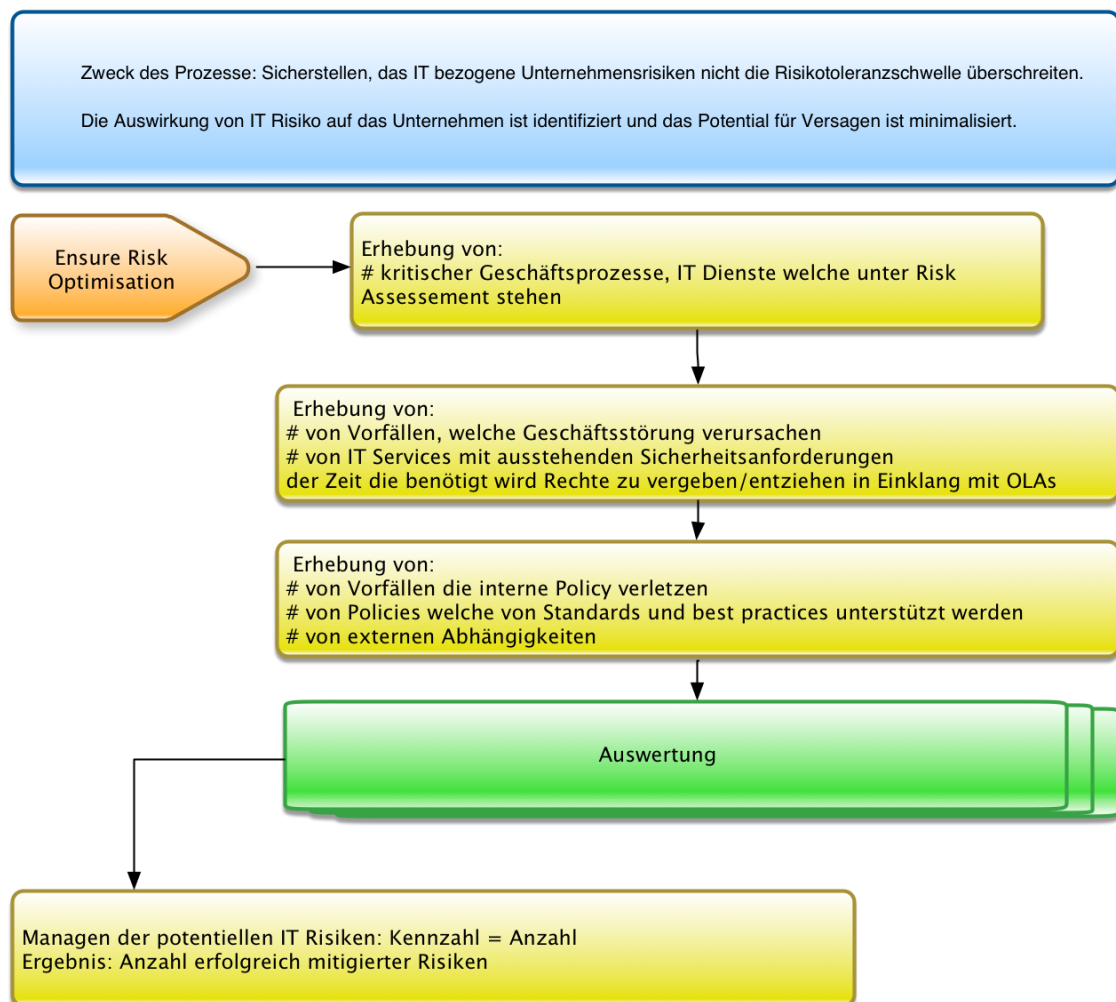 Zweck des Prozesse: Sicherstellen, das IT bezogene Unternehmensrisiken nicht die Risikotoleranzschwelle überschreiten.
Die Auswirkung von IT Risiko auf das Unternehmen ist identifiziert und das Potential für Versagen ist minimalisiert.
Ensure Risk
Optimisation
Erhebung von:
# kritischer Geschäftsprozesse, IT Dienste welche unter Risk
Assessement stehen
Erhebung von:
# von Vorfällen, welche Geschäftsstörung verursachen
# von IT Services mit ausstehenden Sicherheitsanforderungen
der Zeit die benötigt wird Rechte zu vergeben/entziehen in Einklang mit OLAs
Erhebung von:
# von Vorfällen die interne Policy verletzen
# von Policies welche von Standards und best practices unterstützt werden
# von externen Abhängigkeiten
Auswertung
Managen der potentiellen IT Risiken: Kennzahl = Anzahl
Ergebnis: Anzahl erfolgreich mitigierter Risiken